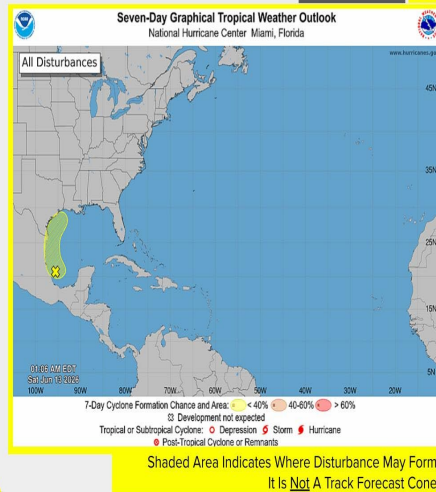 Seven-Day Graphical Tropical Weather Outlook
National Hurricane Center Miami, Florida
www.hurricanes.go
All Disturbances
45N
35N
25N
15N
5N
01:06 AM EDT
Sat Jun 13 2026
100W 90W 80W 70W 60W 50W 40W 30W 20W
7-Day Cyclone Formation Chance and Area: < 40% 40-60% > 60%
Development not expected
Tropical or Subtropical Cyclone: Depression Storm Hurricane
Post-Tropical Cyclone or Remnants
Shaded Area Indicates Where Disturbance May Form
It Is Not A Track Forecast Cone